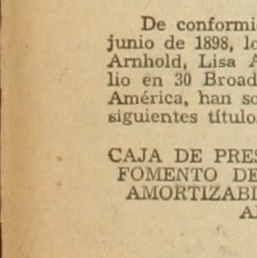 De conformi
junio de 1898, lo
Arnhold, Lisa A
lio en 30 Broad
América, han so
siguientes título
CAJA DE PRES
FOMENTO DE
AMORTIZABI
A